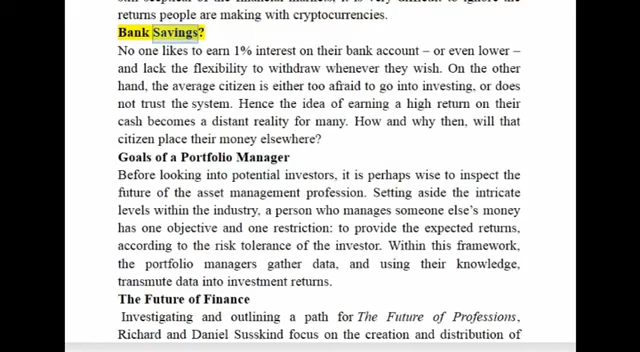 returns people are making with cryptocurrencies.
Bank Savings?
No one likes to earn 1% interest on their bank account – or even lower –
and lack the flexibility to withdraw whenever they wish. On the other
hand, the average citizen is either too afraid to go into investing, or does
not trust the system. Hence the idea of earning a high return on their
cash becomes a distant reality for many. How and why then, will that
citizen place their money elsewhere?
Goals of a Portfolio Manager
Before looking into potential investors, it is perhaps wise to inspect the
future of the asset management profession. Setting aside the intricate
levels within the industry, a person who manages someone else's money
has one objective and one restriction: to provide the expected returns,
according to the risk tolerance of the investor. Within this framework,
the portfolio managers gather data, and using their knowledge,
transmute data into investment returns.
The Future of Finance
Investigating and outlining a path for The Future of Professions,
Richard and Daniel Susskind focus on the creation and distribution of